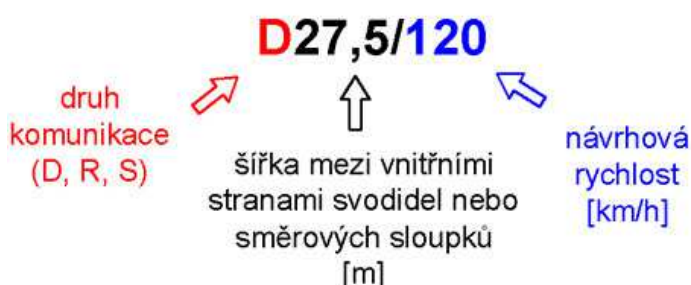 D27,5/120
druh
komunikace
(D, R, S)
šířka mezi vnitřními
stranami svodidel nebo
směrových sloupků
[m]
návrhová
rychlost
[km/h]